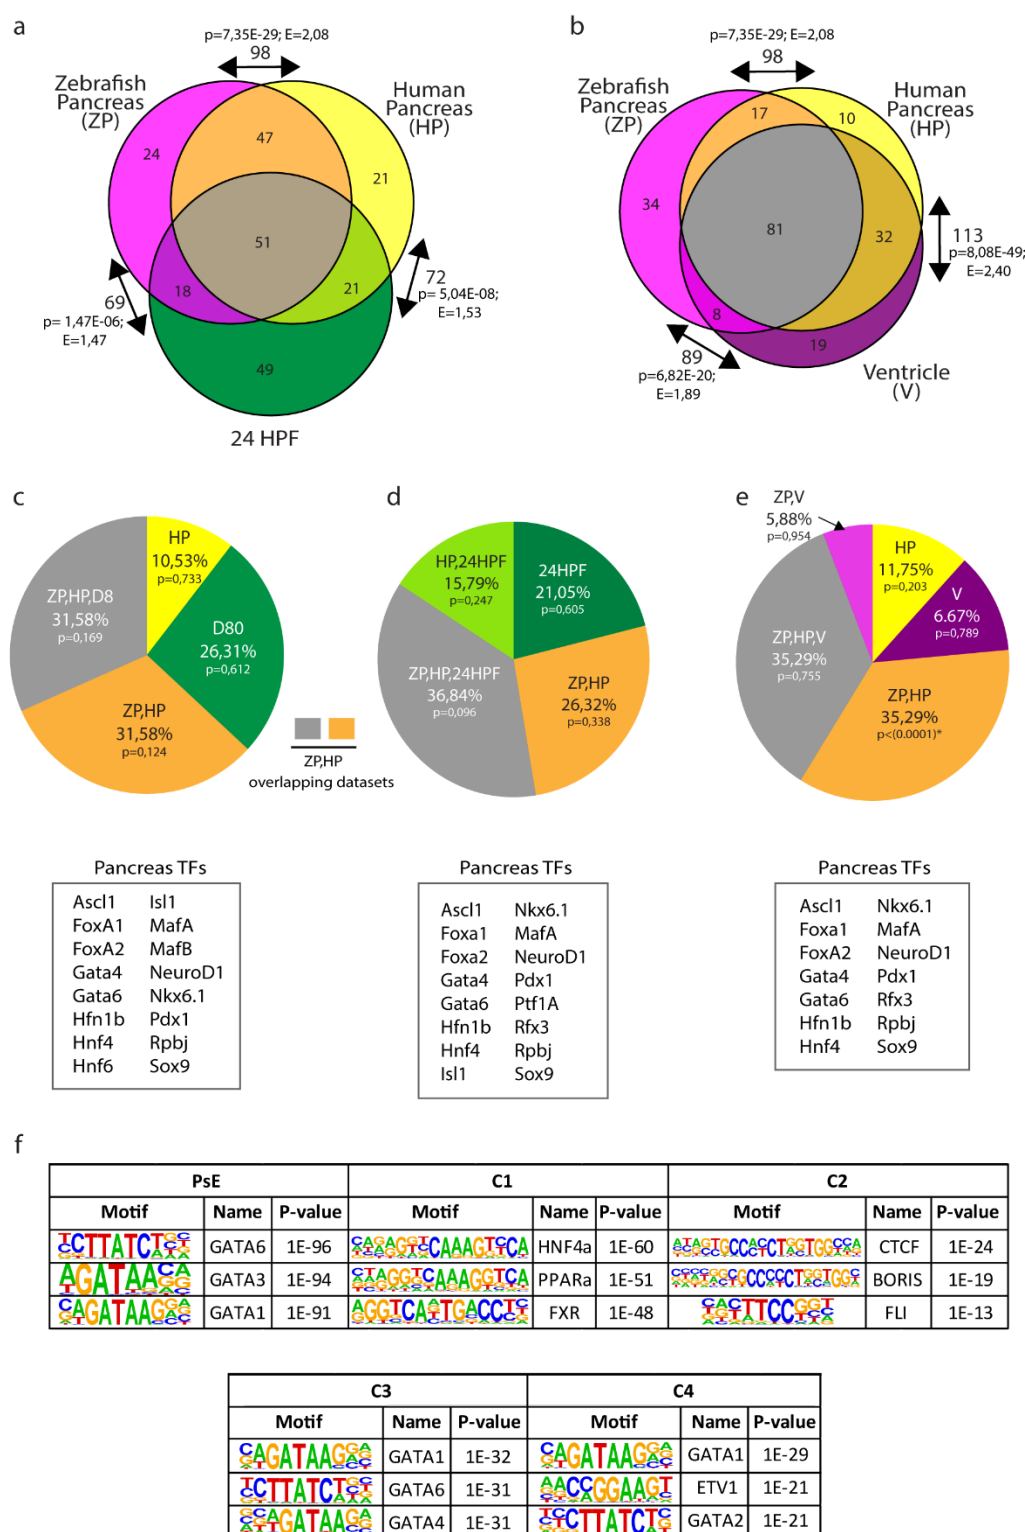 a
p=7,35E-29; E=2,08
98
Zebrafish
Pancreas
(ZP)
Human
Pancreas
(HP)
24
47
21
51
18
21
49
69
p= 1,47E-06;
E=1,47
72
p= 5,04E-08;
E=1,53
24 HPF
b
p=7,35E-29; E=2,08
98
Zebrafish
Pancreas
(ZP)
Human
Pancreas
(HP)
17
10
34
81
32
8
19
113
p=8,08E-49;
E=2,40
89
p=6,82E-20;
E=1,89
Ventricle
(V)
c
HP
10,53%
p=0,733
ZP,HP,D8
31,58%
p=0,169
D80
26,31%
p=0,612
ZP,HP
31,58%
p=0,124
ZP,HP
overlapping datasets
d
HP,24HPF
15,79%
p=0,247
24HPF
21,05%
p=0,605
ZP,HP,24HPF
36,84%
p=0,096
ZP,HP
26,32%
p=0,338
e
ZP,V
5,88%
p=0,954
HP
11,75%
p=0,203
V
6.67%
p=0,789
ZP,HP,V
35,29%
p=0,755
ZP,HP
35,29%
p<(0.0001)*
Pancreas TFs
Ascl1 Isl1
FoxA1 MafA
FoxA2 MafB
Gata4 NeuroD1
Gata6 Nkx6.1
Hfn1b Pdx1
Hnf4 Rpbj
Hnf6 Sox9
Pancreas TFs
Ascl1 Nkx6.1
Foxa1 MafA
Foxa2 NeuroD1
Gata4 Pdx1
Gata6 Ptf1A
Hfn1b Rfx3
Hnf4 Rpbj
Isl1 Sox9
Pancreas TFs
Ascl1 Nkx6.1
Foxa1 MafA
FoxA2 NeuroD1
Gata4 Pdx1
Gata6 Rfx3
Hfn1b Rpbj
Hnf4 Sox9
f
PsE C1 C2
Motif Name P-value Motif Name P-value Motif Name P-value
GATA6 1E-96 HNF4a 1E-60 CTCF 1E-24
GATA3 1E-94 PPARa 1E-51 BORIS 1E-19
GATA1 1E-91 FXR 1E-48 FLI 1E-13
C3 C4
Motif Name P-value Motif Name P-value
GATA1 1E-32 GATA1 1E-29
GATA6 1E-31 ETV1 1E-21
GATA4 1E-31 GATA2 1E-21